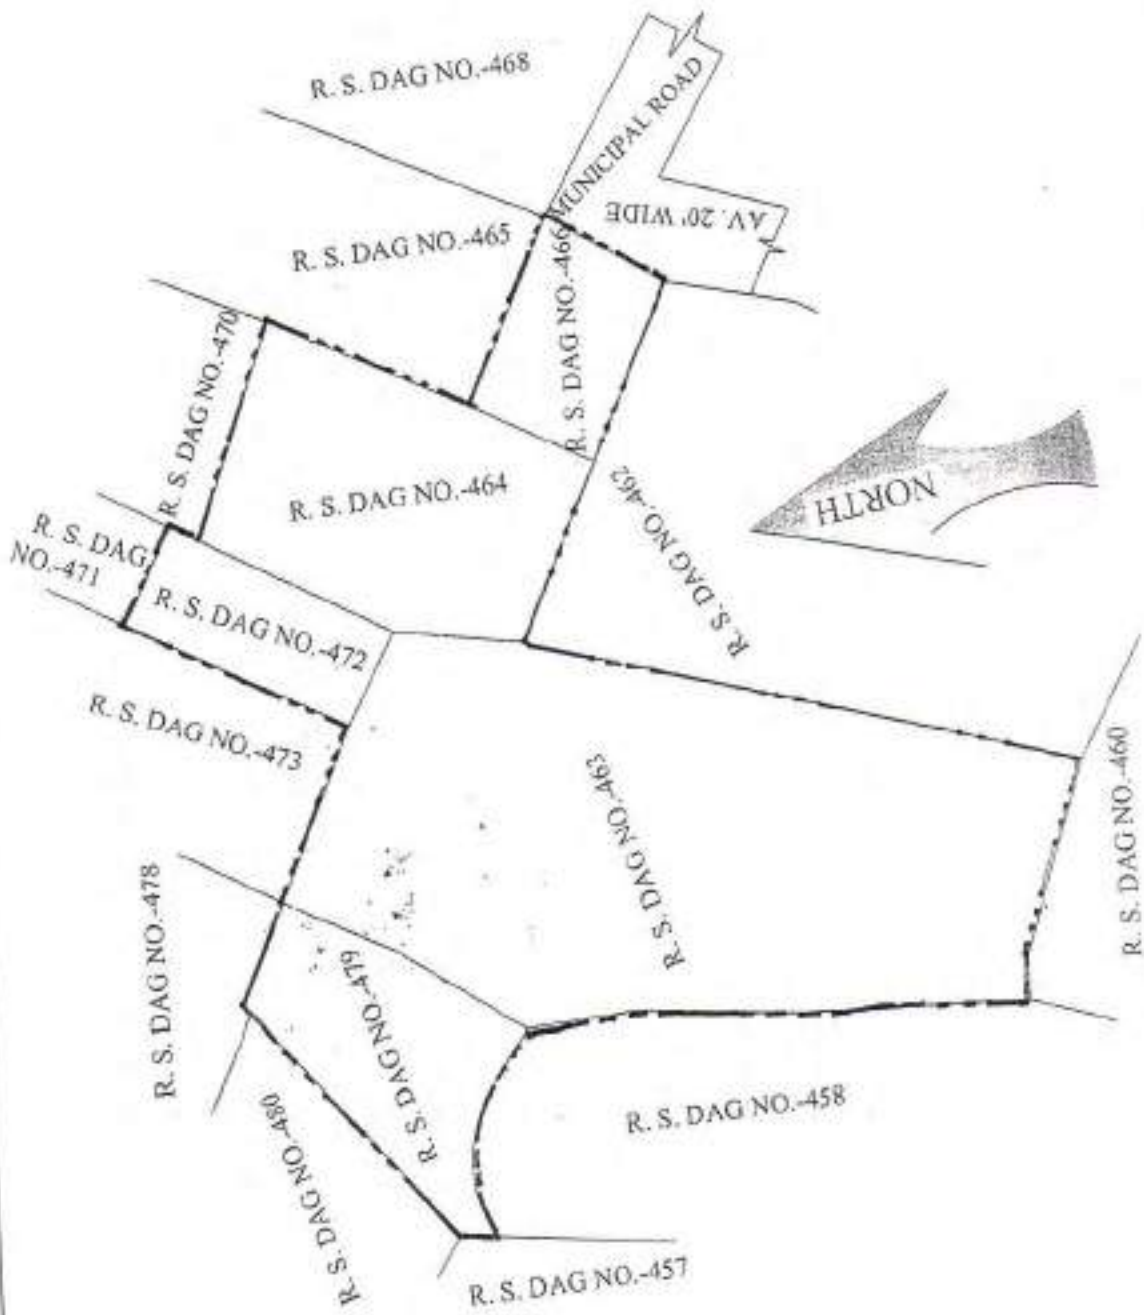 R. S. DAG NO.-468
MUNICIPAL ROAD
AV. 20' WIDE
R. S. DAG NO.-465
R. S. DAG NO.-466
R. S. DAG NO.-470
R. S. DAG NO.-464
R. S. DAG NO.-462
NORTH
R. S. DAG
NO.-471
R. S. DAG NO.-472
R. S. DAG NO.-473
R. S. DAG NO.-463
R. S. DAG NO.-460
R. S. DAG NO.-478
R. S. DAG NO.-479
R. S. DAG NO.-480
R. S. DAG NO.-458
R. S. DAG NO.-457